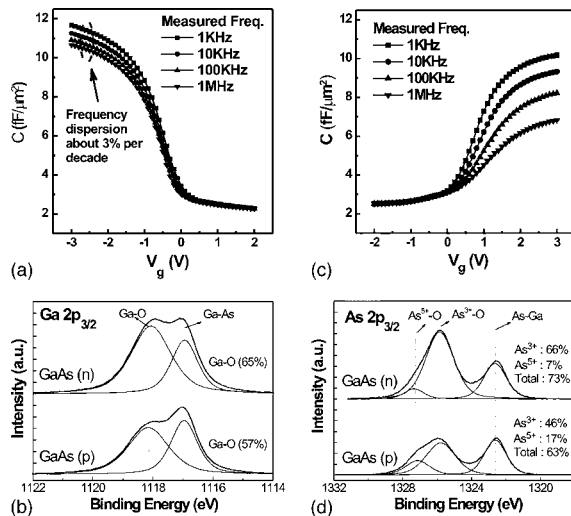 Measured Freq.
1KHz
10KHz
100KHz
1MHz
Frequency
dispersion
about 3% per
decade
C (fF/μm²)
12
10
8
6
4
2
-3 -2 -1 0 1 2
V_g (V)
(a)
Measured Freq.
1KHz
10KHz
100KHz
1MHz
C (fF/μm²)
12
10
8
6
4
2
-2 -1 0 1 2 3
V_g (V)
(c)
Ga 2p3/2
Ga-O
Ga-As
Ga-O (65%)
GaAs (n)
Ga-O (57%)
GaAs (p)
Intensity (a.u.)
1122 1120 1118 1116 1114
Binding Energy (eV)
(b)
As 2p3/2
As5+-O
As3+-O
As-Ga
As3+ : 66%
As5+ : 7%
Total : 73%
GaAs (n)
As3+ : 46%
As5+ : 17%
Total : 63%
GaAs (p)
Intensity (a.u.)
1332 1328 1324 1320
Binding Energy (eV)
(d)